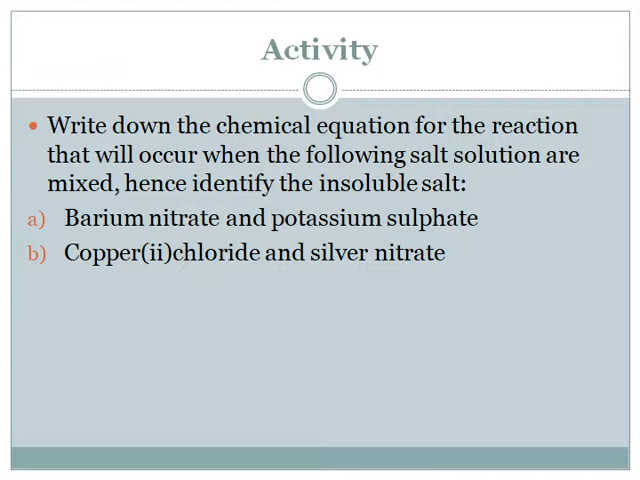 Activity
• Write down the chemical equation for the reaction
that will occur when the following salt solution are
mixed, hence identify the insoluble salt:
a) Barium nitrate and potassium sulphate
b) Copper(ii)chloride and silver nitrate